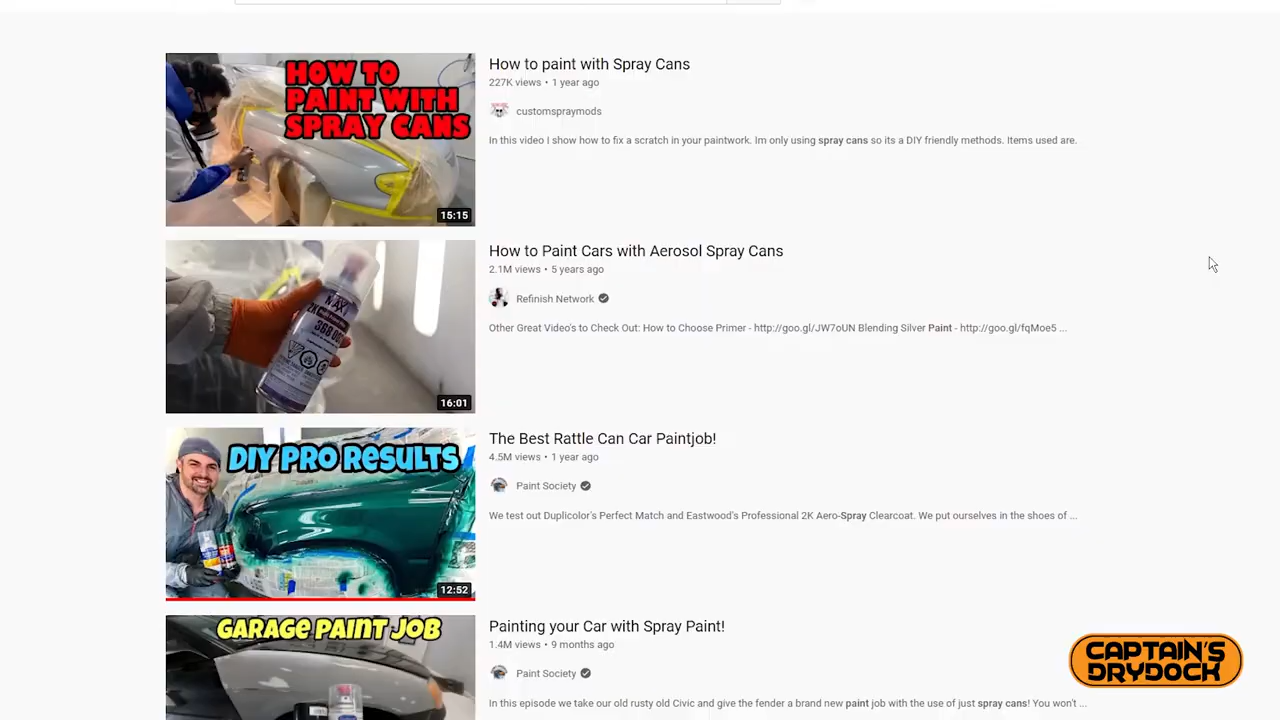 HOW TO
PAINT WITH
SPRAY CANS
15:15
How to paint with Spray Cans
227K views • 1 year ago
customspraymods
In this video i show how to fix a scratch in your paintwork. Im only using spray cans so its a DIY friendly methods. Items used are.
2K
16:01
How to Paint Cars with Aerosol Spray Cans
2.1M views • 5 years ago
Refinish Network
Other Great Video's to Check Out: How to Choose Primer - http://goo.gl/JW7oUN Blending Silver Paint - http://goo.gl/fqMoe5 ...
DIY PRO RESULTS
12:52
The Best Rattle Can Car Paintjob!
4.5M views • 1 year ago
Paint Society
We test out Duplicolor's Perfect Match and Eastwood's Professional 2K Aero-Spray Clearcoat. We put ourselves in the shoes of ...
GARAGE PAINT JOB
Painting your Car with Spray Paint!
1.4M views • 9 months ago
Paint Society
In this episode we take our old rusty old Civic and give the fender a brand new paint job with the use of just spray cans! You won't ...
CAPTAIN'S
DRYDOCK